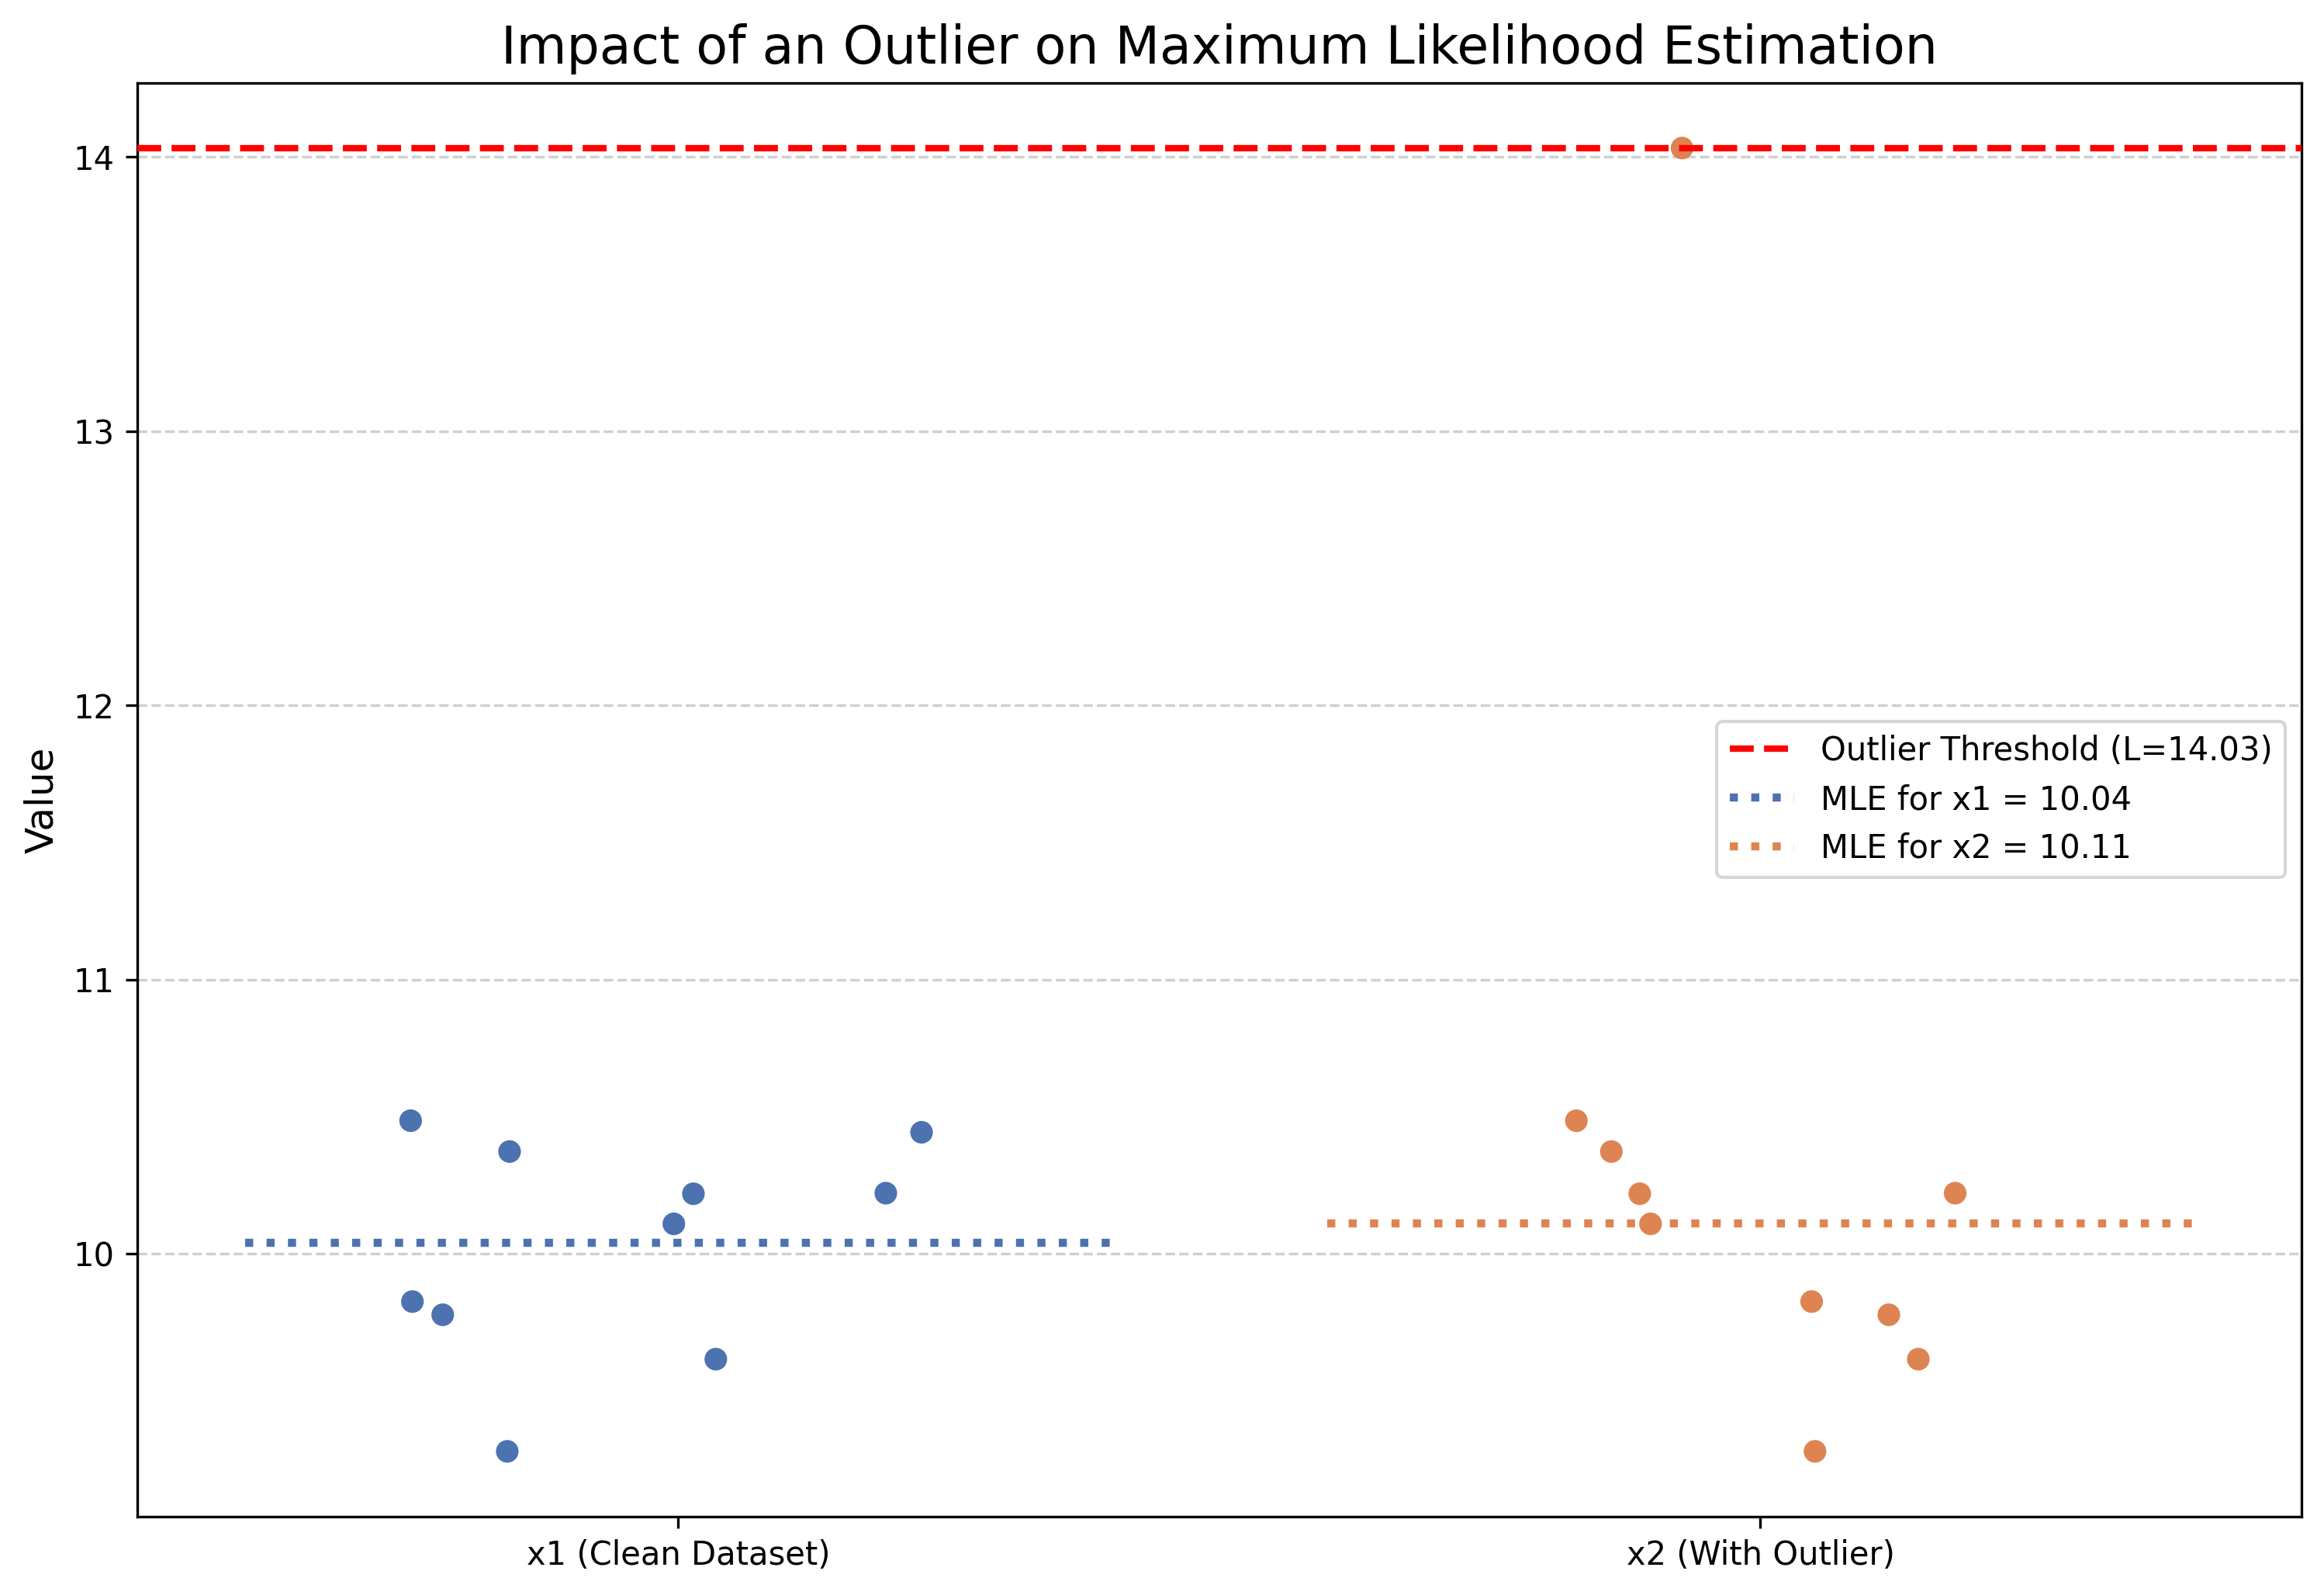 Impact of an Outlier on Maximum Likelihood Estimation
14
13
12
11
10
Value
Outlier Threshold (L=14.03)
MLE for x1 = 10.04
MLE for x2 = 10.11
x1 (Clean Dataset)
x2 (With Outlier)